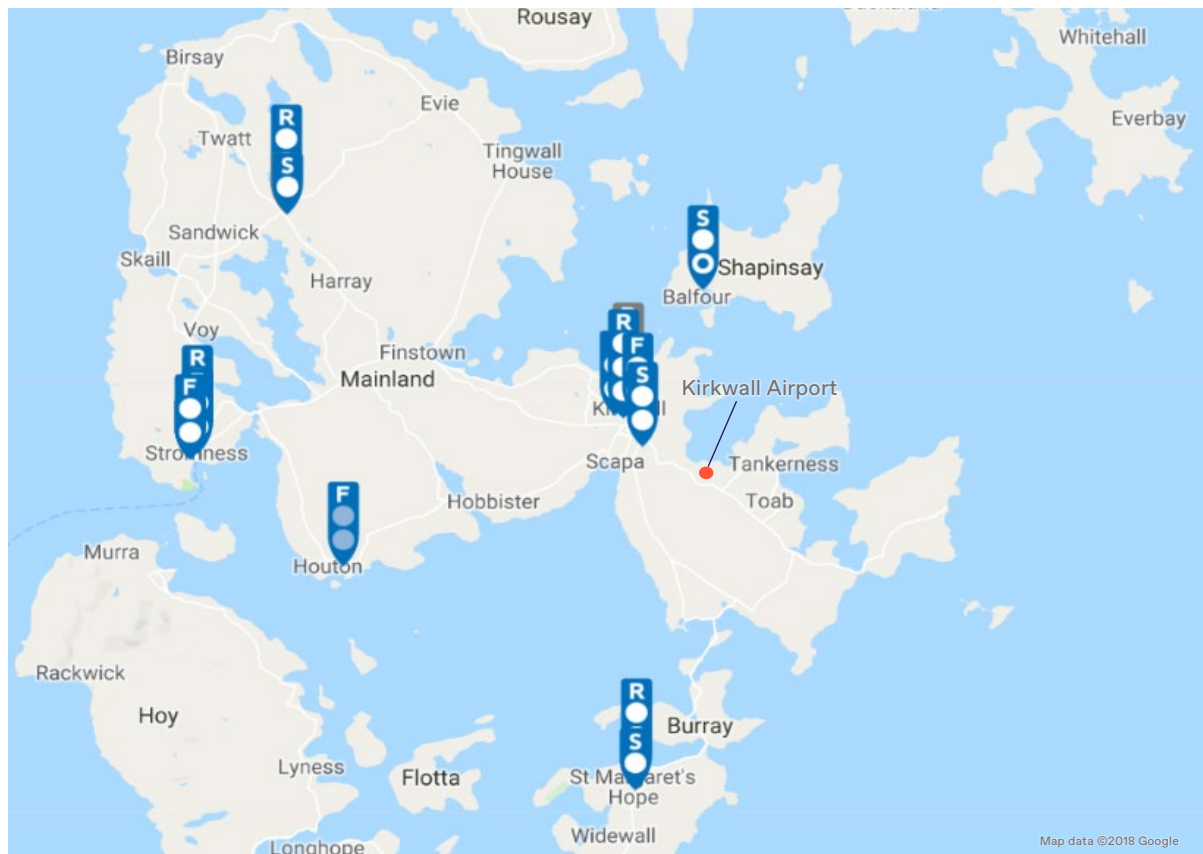 Rousay
Whitehall
Birsay
Everbay
Evie
R
Twatt
S
Tingwall
House
Sandwick
S
Skaill
Shapinsay
Harray
Balfour
Voy
R
Finstown
F
R
Mainland
S
Kirkwall Airport
F
Stromness
Scapa
Tankerness
F
Hobbister
Toab
Murra
Houton
Rackwick
R
Hoy
Burray
S
Lyness
Flotta
St Margaret's
Hope
Widewall
Longhope
Map data ©2018 Google